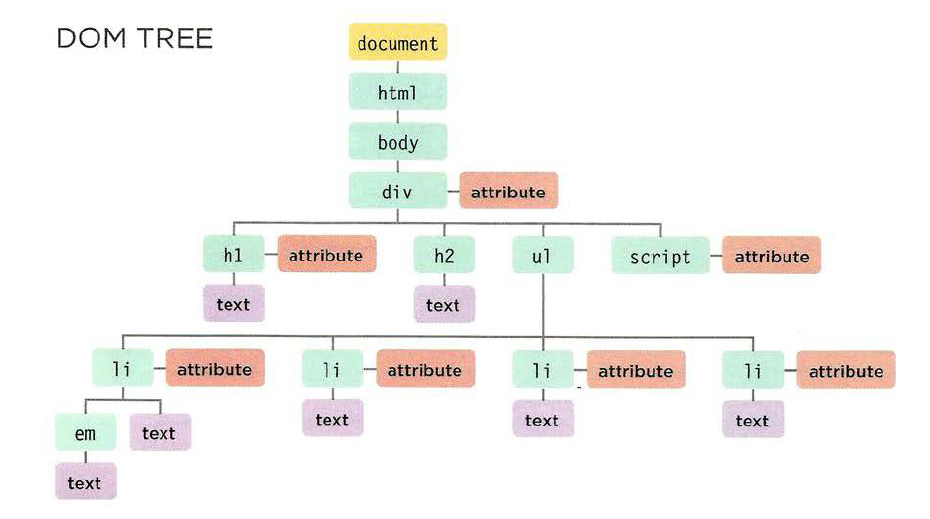 DOM TREE
document
html
body
div attribute
h1 attribute h2 ul script attribute
text text
li attribute li attribute li attribute li attribute
text text text
em text
text